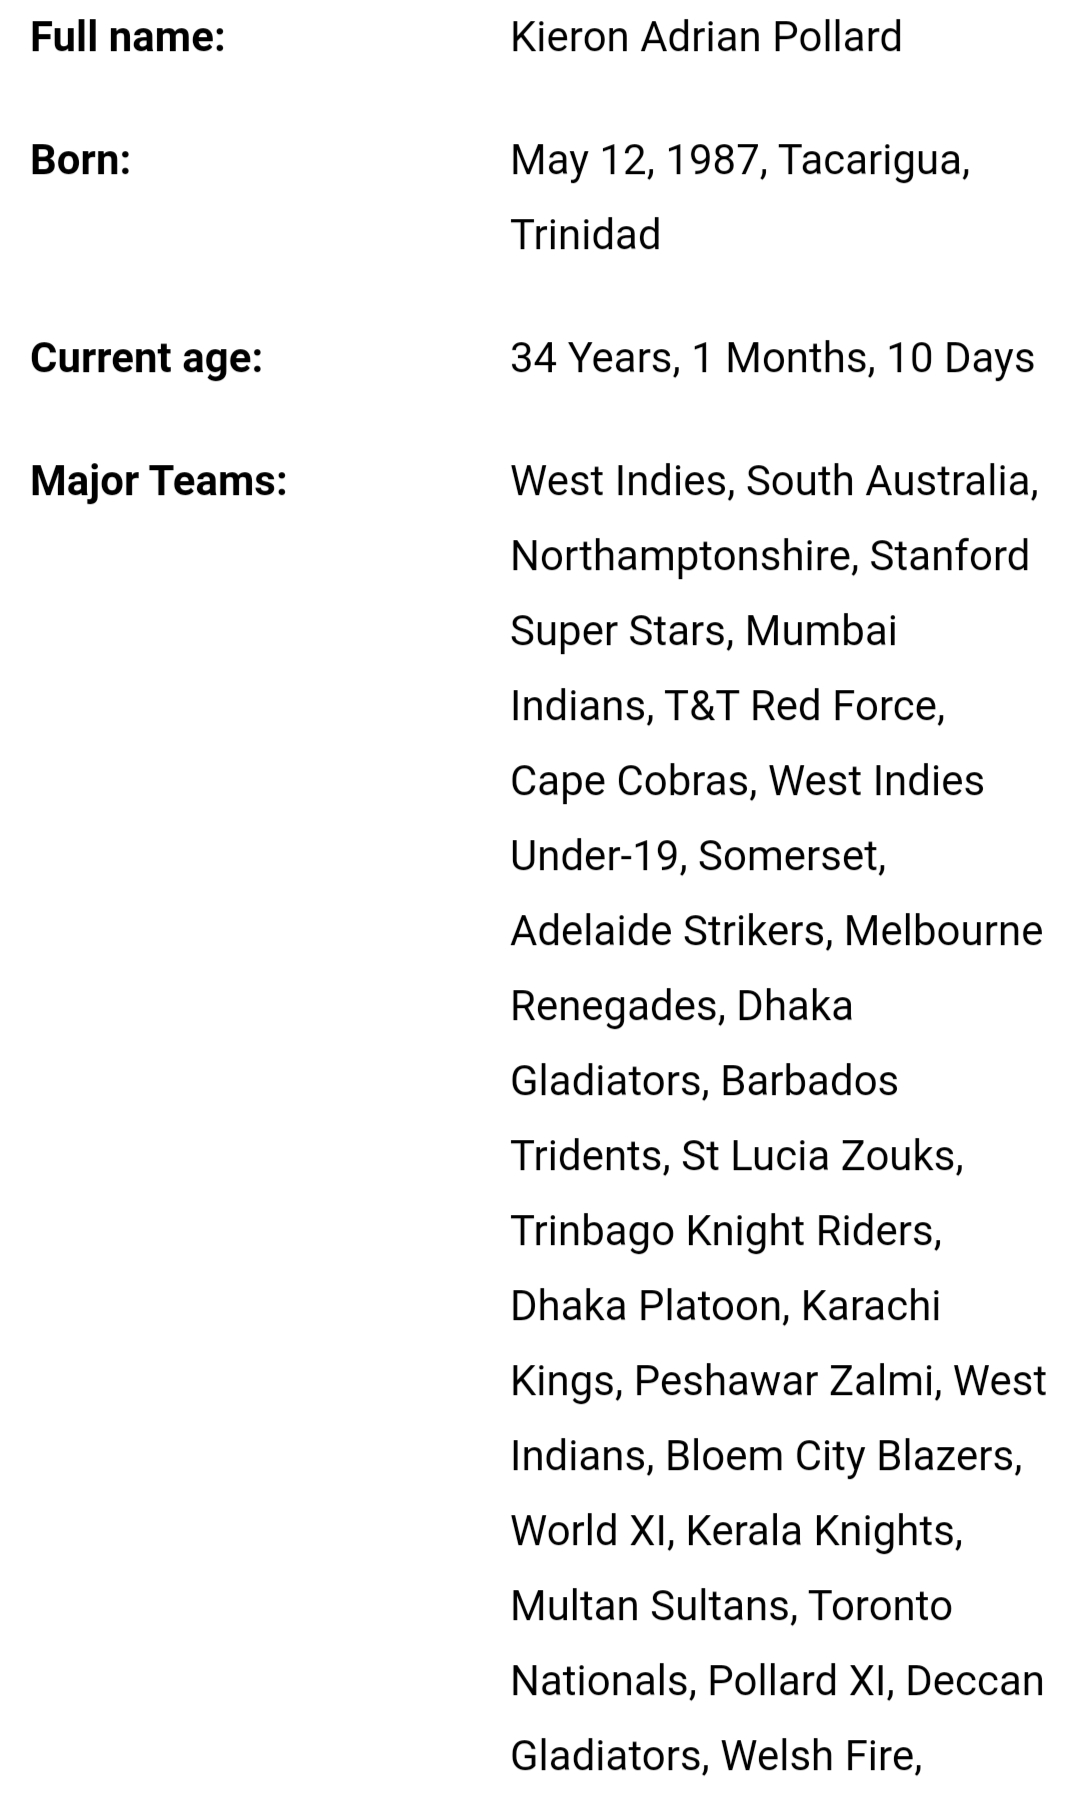 Full name: Kieron Adrian Pollard
Born: May 12, 1987, Tacarigua,
Trinidad
Current age: 34 Years, 1 Months, 10 Days
Major Teams: West Indies, South Australia,
Northamptonshire, Stanford
Super Stars, Mumbai
Indians, T&T Red Force,
Cape Cobras, West Indies
Under-19, Somerset,
Adelaide Strikers, Melbourne
Renegades, Dhaka
Gladiators, Barbados
Tridents, St Lucia Zouks,
Trinbago Knight Riders,
Dhaka Platoon, Karachi
Kings, Peshawar Zalmi, West
Indians, Bloem City Blazers,
World XI, Kerala Knights,
Multan Sultans, Toronto
Nationals, Pollard XI, Deccan
Gladiators, Welsh Fire,